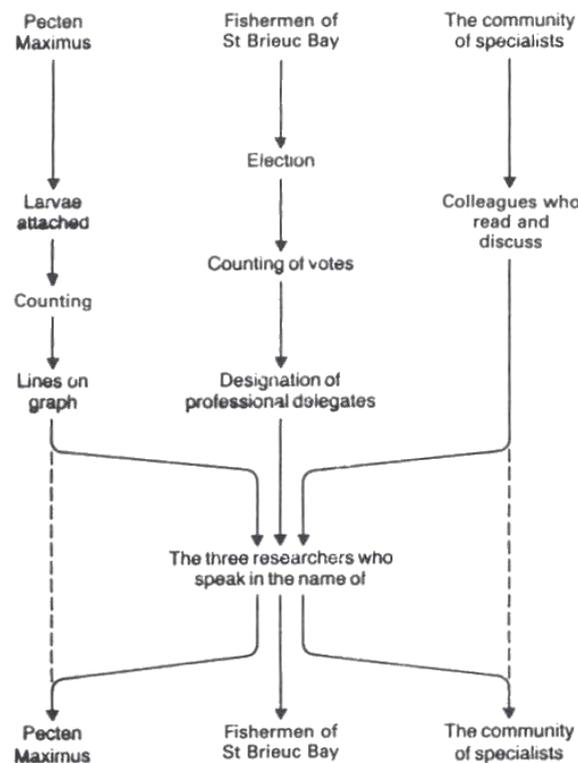 Pecten
Maximus
Fishermen of
St Brieuc Bay
The community
of specialists
Election
Larvae
attached
Colleagues who
read and
discuss
Counting of votes
Counting
Lines on
graph
Designation of
professional delegates
The three researchers who
speak in the name of
Pecten
Maximus
Fishermen of
St Brieuc Bay
The community
of specialists